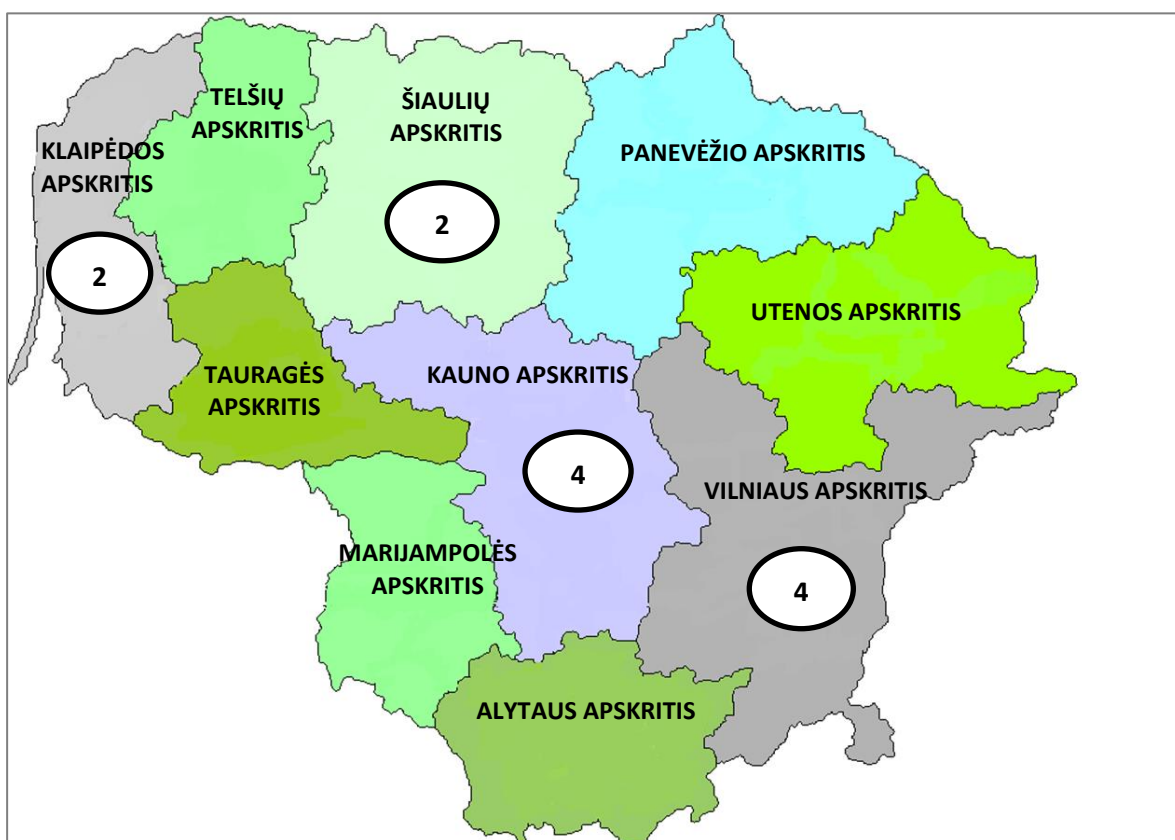 TELŠIŲ
APSKRITIS
ŠIAULIŲ
APSKRITIS
KLAIPĖDOS
APSKRITIS
PANEVĖŽIO APSKRITIS
2
2
UTENOS APSKRITIS
TAURAGĖS
APSKRITIS
KAUNO APSKRITIS
4
VILNIAUS APSKRITIS
MARIJAMPOLĖS
APSKRITIS
4
ALYTAUS APSKRITIS